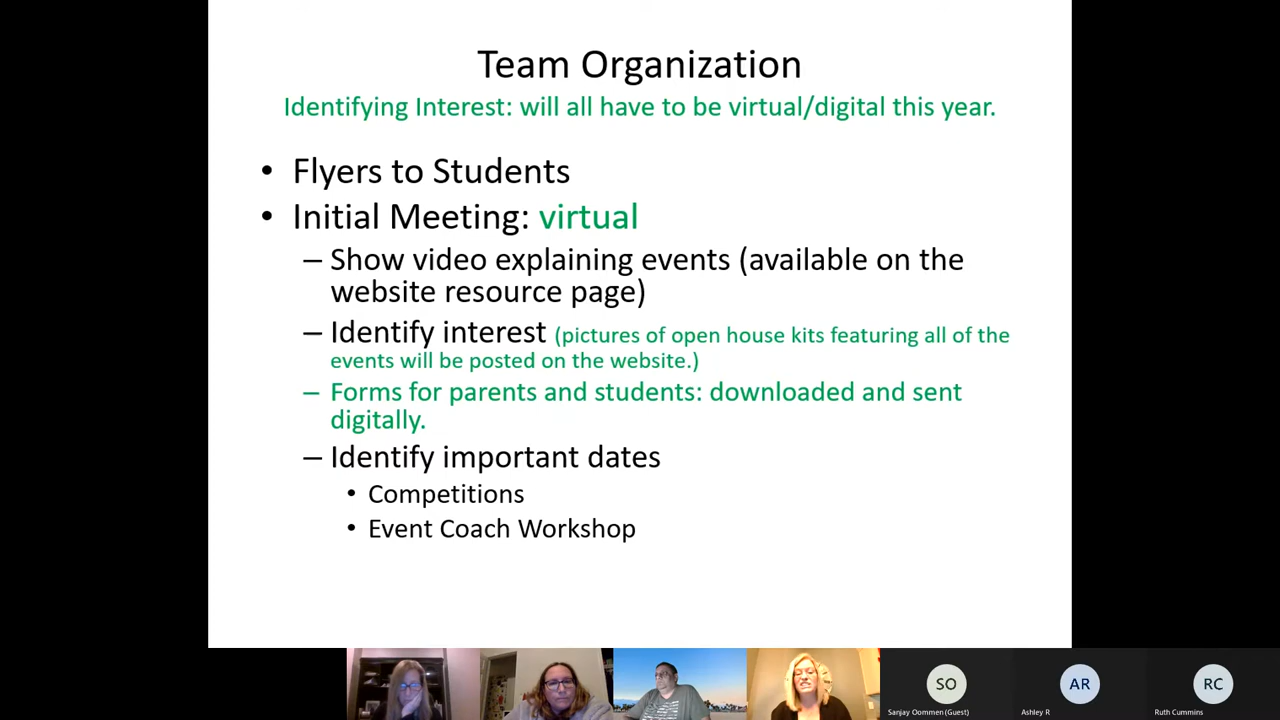 Team Organization
Identifying Interest: will all have to be virtual/digital this year.
• Flyers to Students
• Initial Meeting: virtual
– Show video explaining events (available on the
website resource page)
– Identify interest (pictures of open house kits featuring all of the
events will be posted on the website.)
– Forms for parents and students: downloaded and sent
digitally.
– Identify important dates
• Competitions
• Event Coach Workshop
SO
AR
RC
Sanjay Oommen (Guest)
Ashley R
Ruth Cummins